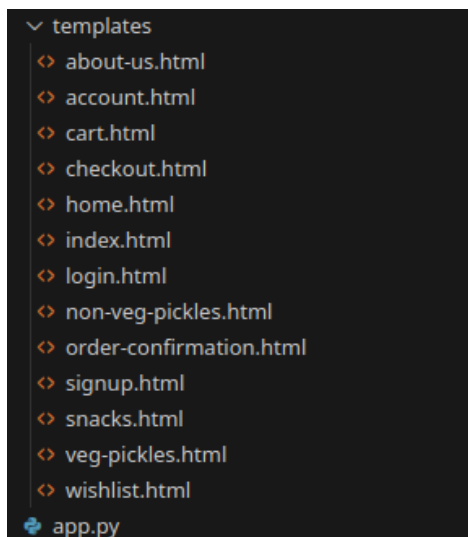 templates
about-us.html
account.html
cart.html
checkout.html
home.html
index.html
login.html
non-veg-pickles.html
order-confirmation.html
signup.html
snacks.html
veg-pickles.html
wishlist.html
app.py